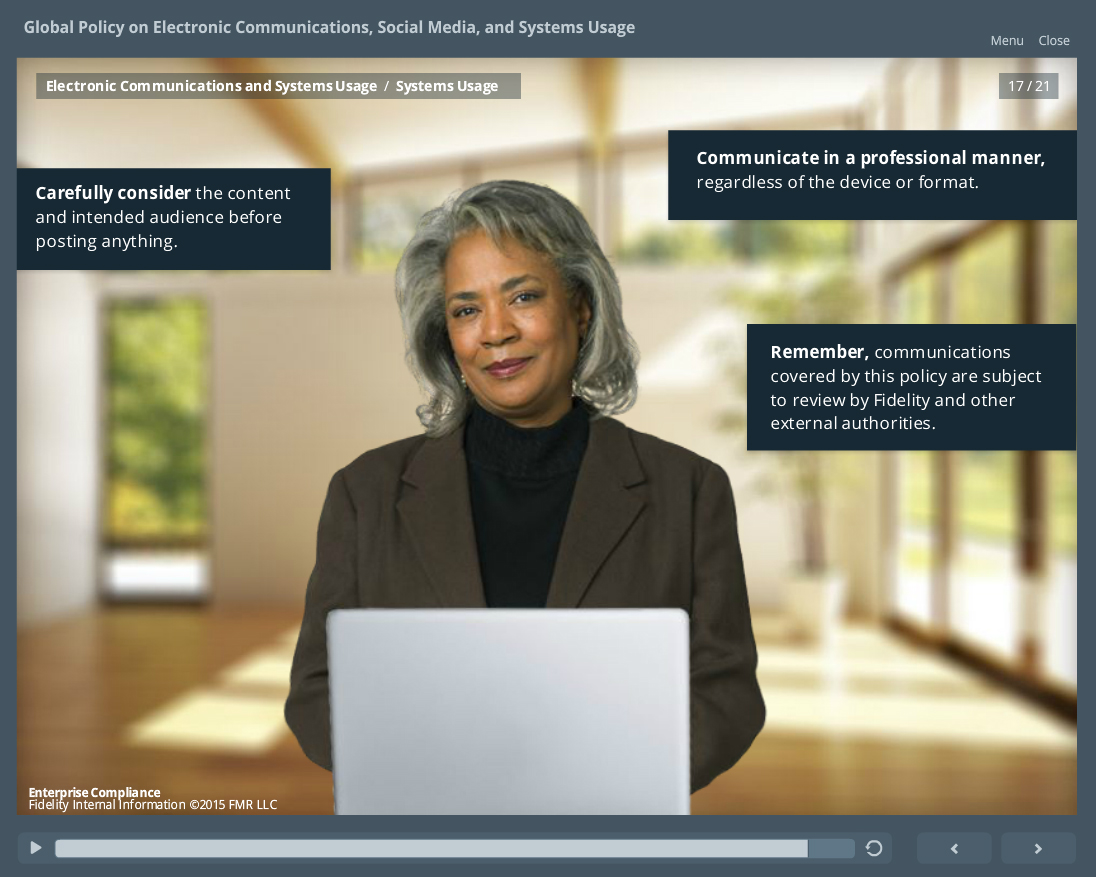 Global Policy on Electronic Communications, Social Media, and Systems Usage
Menu Close
Electronic Communications and Systems Usage / Systems Usage
17 / 21
Communicate in a professional manner,
regardless of the device or format.
Carefully consider the content
and intended audience before
posting anything.
Remember, communications
covered by this policy are subject
to review by Fidelity and other
external authorities.
Enterprise Compliance
Fidelity Internal Information ©2015 FMR LLC